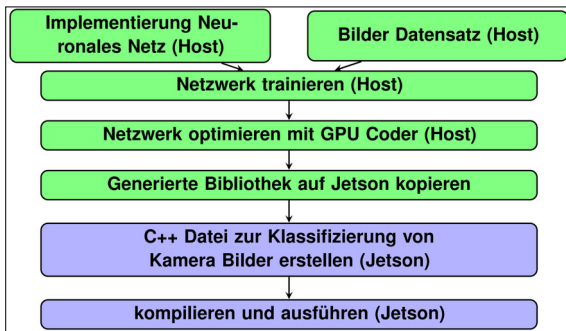 Implementierung Neu-
ronales Netz (Host)
Bilder Datensatz (Host)
Netzwerk trainieren (Host)
Netzwerk optimieren mit GPU Coder (Host)
Generierte Bibliothek auf Jetson kopieren
C++ Datei zur Klassifizierung von
Kamera Bilder erstellen (Jetson)
kompilieren und ausführen (Jetson)